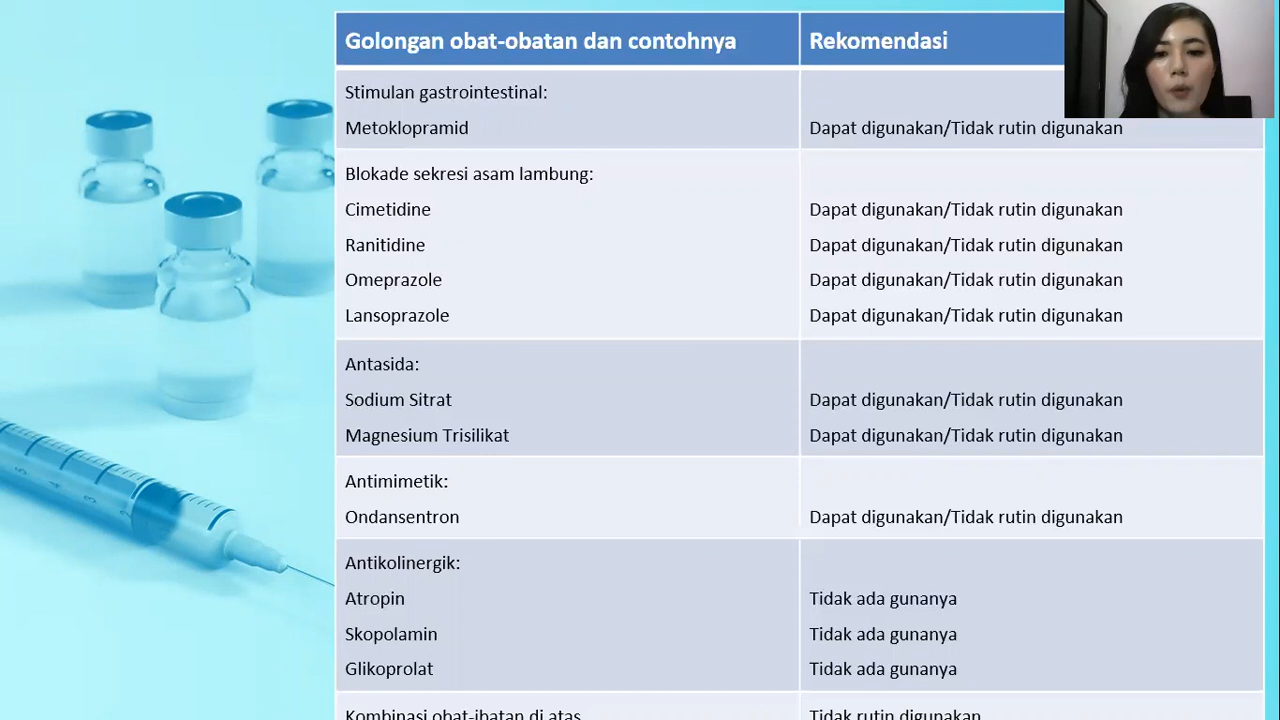 Golongan obat-obatan dan contohnya Rekomendasi
Stimulan gastrointestinal:
Metoklopramid Dapat digunakan/Tidak rutin digunakan
Blokade sekresi asam lambung:
Cimetidine Dapat digunakan/Tidak rutin digunakan
Ranitidine Dapat digunakan/Tidak rutin digunakan
Omeprazole Dapat digunakan/Tidak rutin digunakan
Lansoprazole Dapat digunakan/Tidak rutin digunakan
Antasida:
Sodium Sitrat Dapat digunakan/Tidak rutin digunakan
Magnesium Trisilikat Dapat digunakan/Tidak rutin digunakan
Antimimetik:
Ondansentron Dapat digunakan/Tidak rutin digunakan
Antikolinergik:
Atropin Tidak ada gunanya
Skopolamin Tidak ada gunanya
Glikoprolat Tidak ada gunanya
Kombinasi obat-ibatan di atas Tidak rutin digunakan